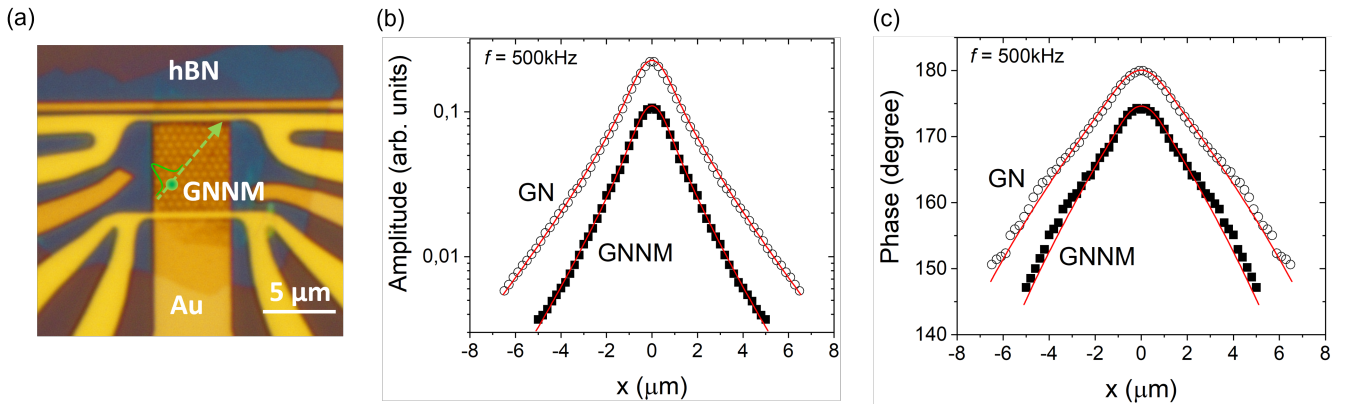 (a)
hBN
GNNM
Au
5 μm
(b)
f = 500kHz
0,1
0,01
Amplitude (arb. units)
GN
GNNM
-8 -6 -4 -2 0 2 4 6 8
x (μm)
(c)
f = 500kHz
180
170
160
150
140
Phase (degree)
GN
GNNM
-8 -6 -4 -2 0 2 4 6 8
x (μm)